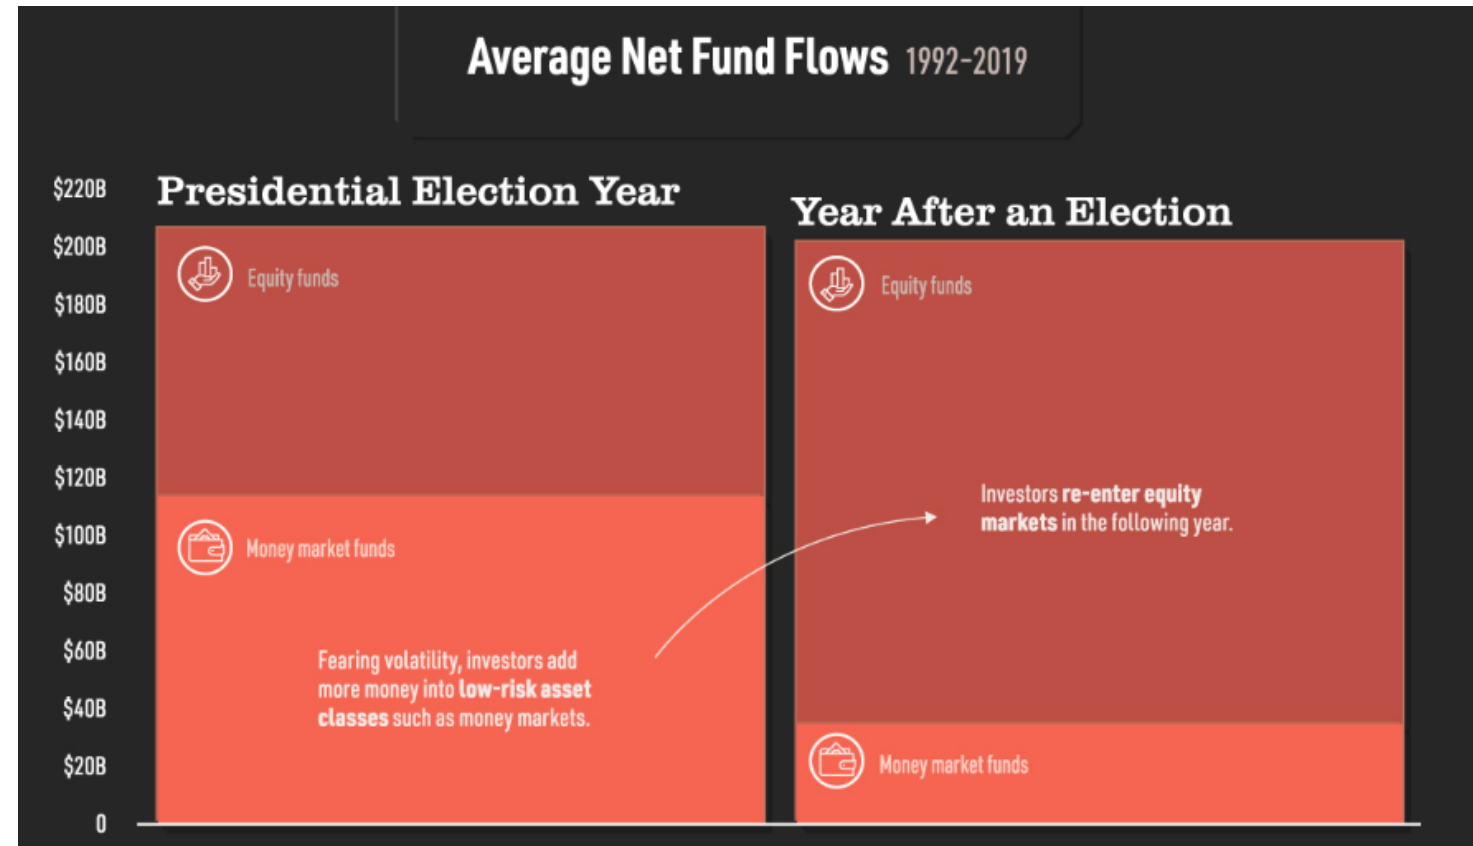 Average Net Fund Flows 1992-2019
$220B
$200B
$180B
$160B
$140B
$120B
$100B
$80B
$60B
$40B
$20B
0
Presidential Election Year
Equity funds
Money market funds
Fearing volatility, investors add
more money into low-risk asset
classes such as money markets.
Year After an Election
Equity funds
Investors re-enter equity
markets in the following year.
Money market funds